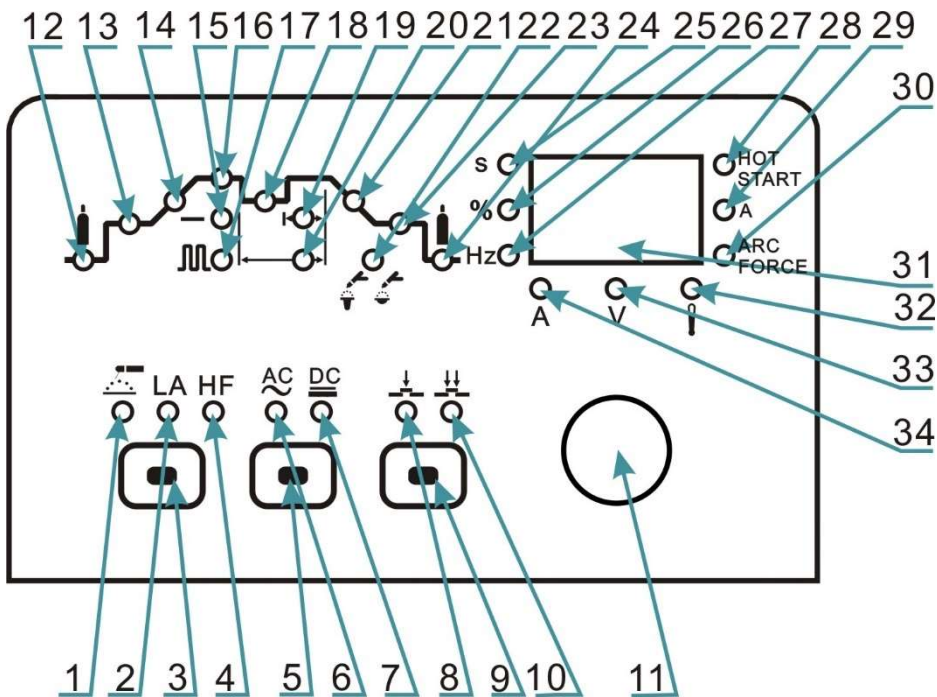 12 13 14 15 16 17 18 19 20 21 22 23 24 25 26 27 28 29
30
S
HOT
START
%
A
Hz
ARC
FORCE
31
A
V
32
33
LA
HF
AC
DC
34
1 2 3 4 5 6 7 8 9 10 11